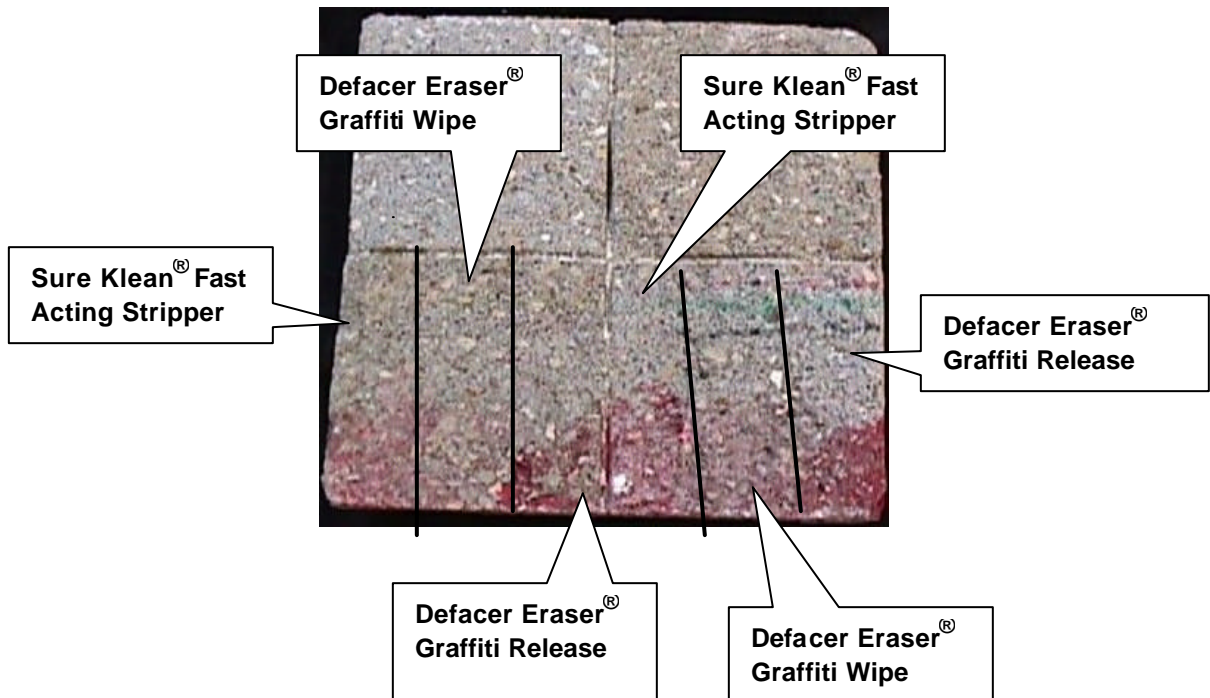 Defacer Eraser®
Graffiti Wipe
Sure Klean® Fast
Acting Stripper
Sure Klean® Fast
Acting Stripper
Defacer Eraser®
Graffiti Release
Defacer Eraser®
Graffiti Release
Defacer Eraser®
Graffiti Wipe